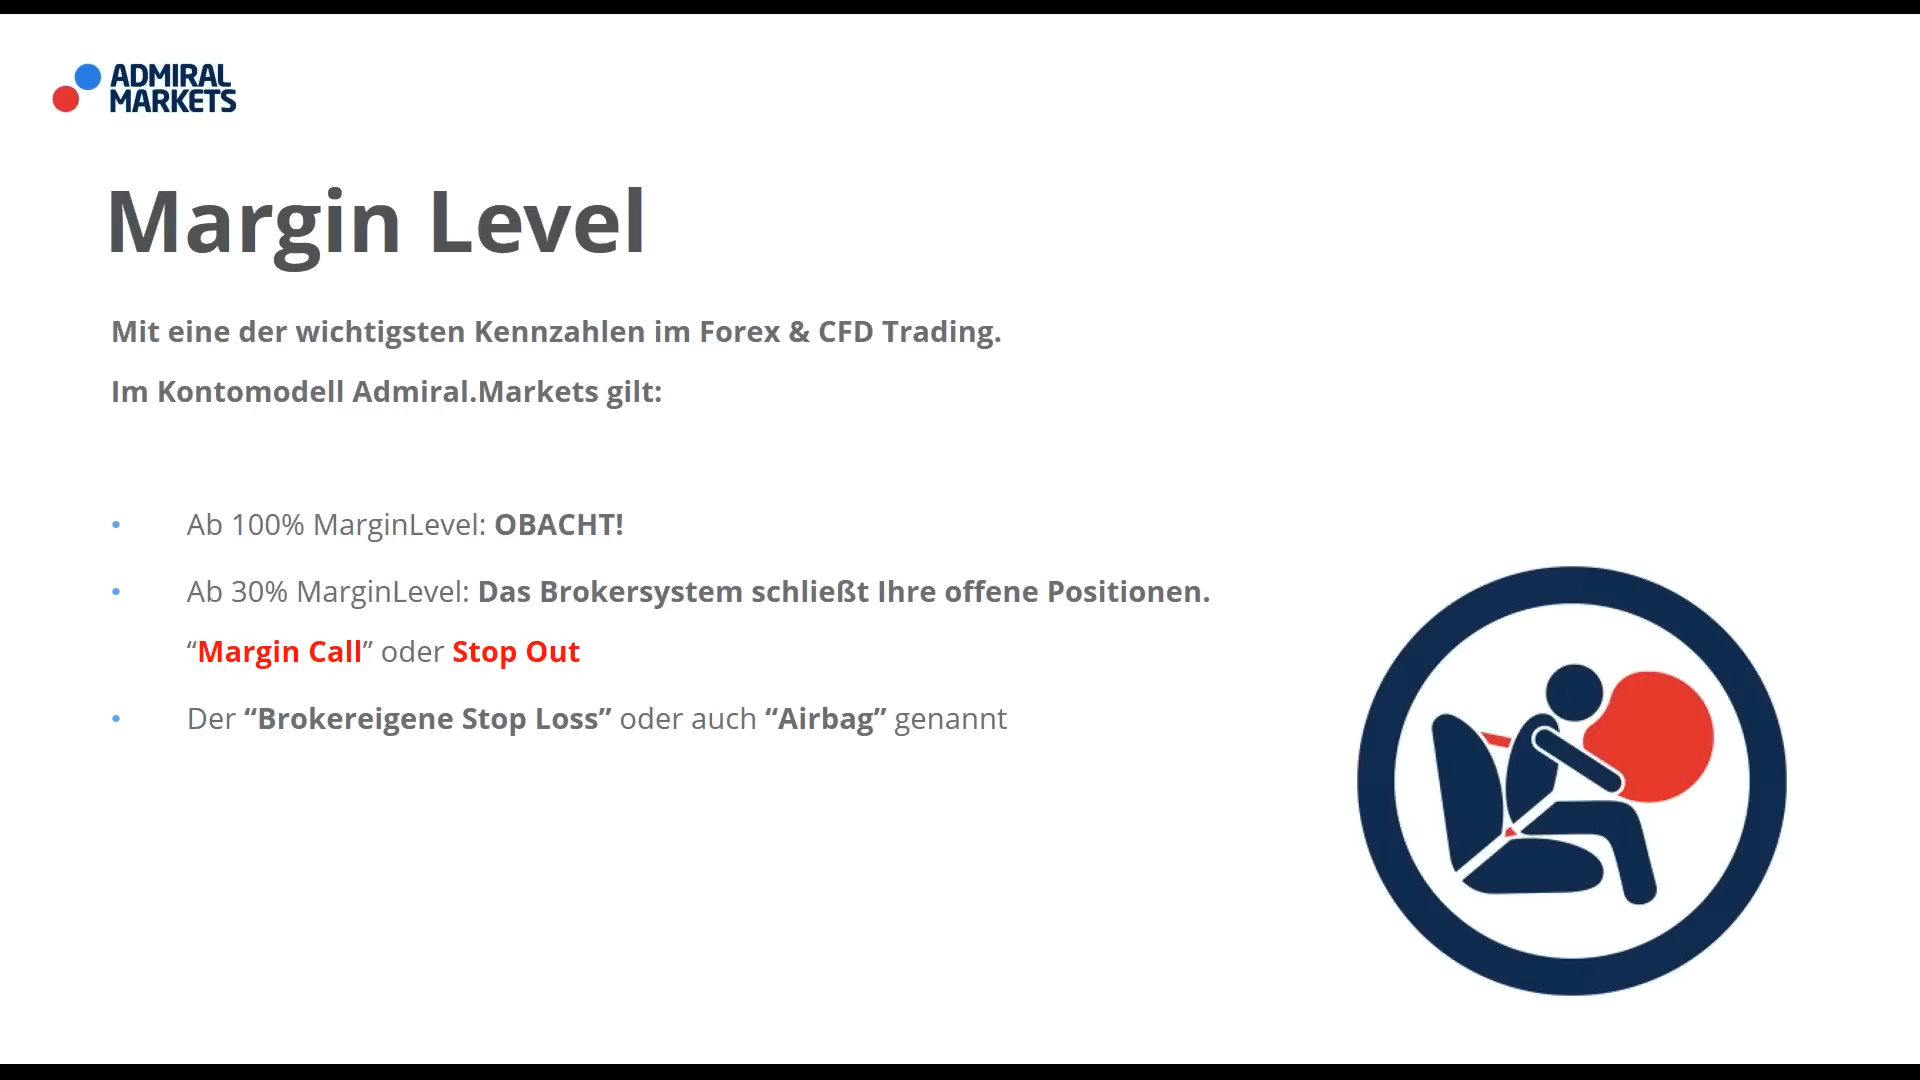 ADMIRAL
MARKETS
Margin Level
Mit eine der wichtigsten Kennzahlen im Forex & CFD Trading.
Im Kontomodell Admiral.Markets gilt:
• Ab 100% MarginLevel: OBACHT!
• Ab 30% MarginLevel: Das Brokersystem schließt Ihre offene Positionen.
“Margin Call” oder Stop Out
• Der “Brokereigene Stop Loss” oder auch “Airbag” genannt